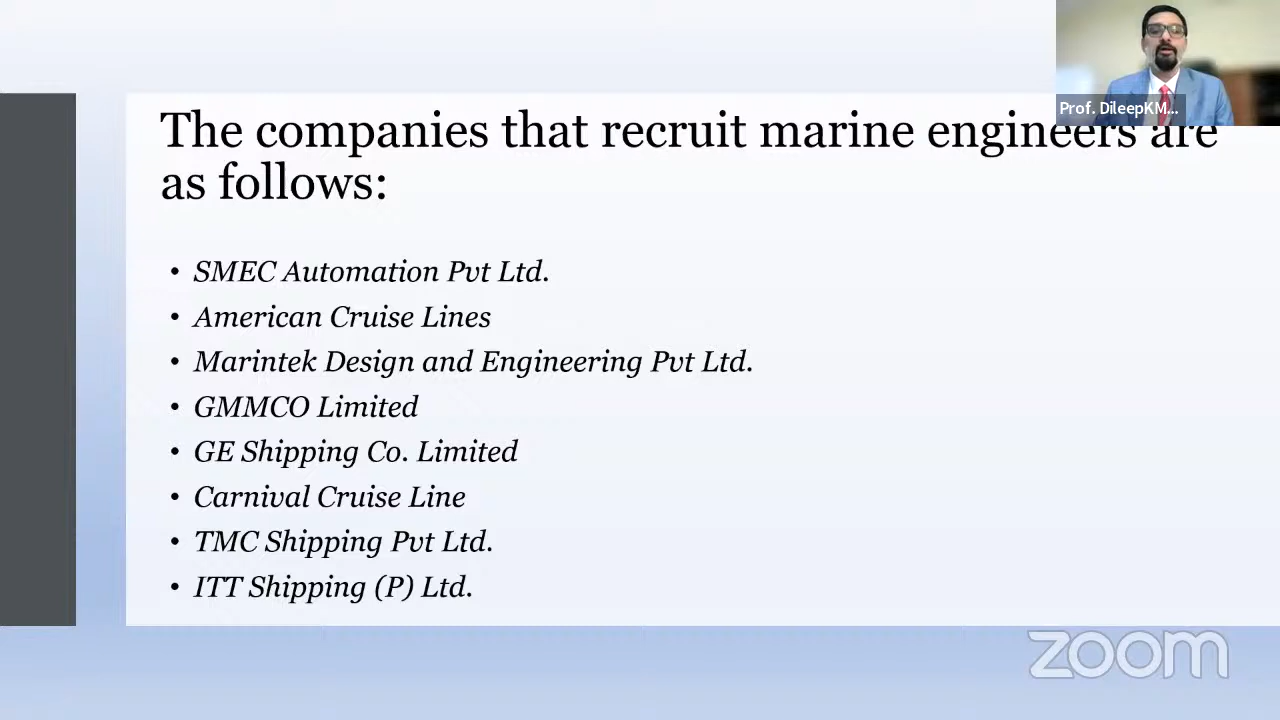 Prof. DileepKM...
The companies that recruit marine engineers are
as follows:
• SMEC Automation Pvt Ltd.
• American Cruise Lines
• Marintek Design and Engineering Pvt Ltd.
• GMMCO Limited
• GE Shipping Co. Limited
• Carnival Cruise Line
• TMC Shipping Pvt Ltd.
• ITT Shipping (P) Ltd.
zoom